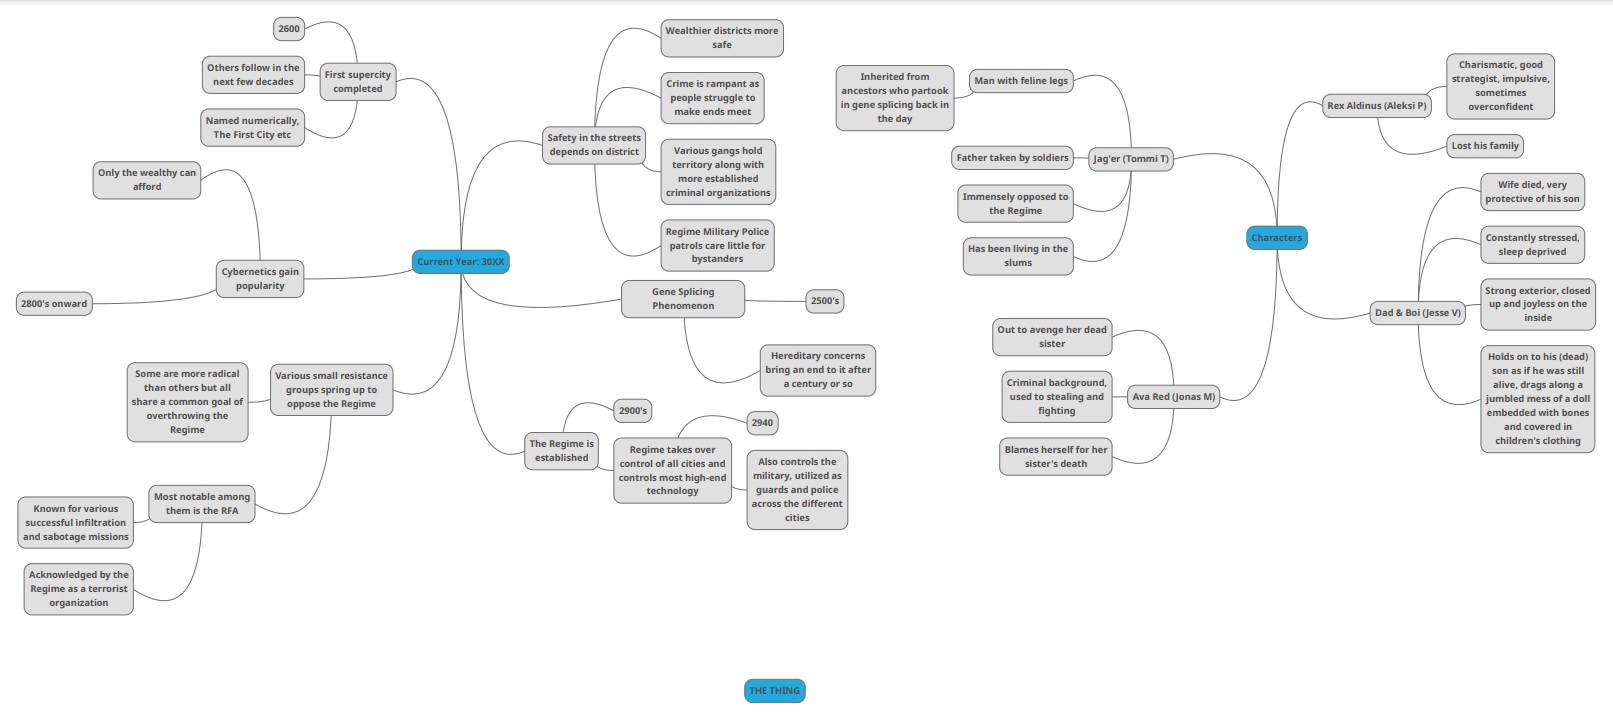 2600
Others follow in the
next few decades
First supercity
completed
Named numerically,
The First City etc
Only the wealthy can
afford
Cybernetics gain
popularity
2800's onward
Current Year: 30XX
Wealthier districts more
safe
Crime is rampant as
people struggle to
make ends meet
Safety in the streets
depends on district
Various gangs hold
territory along with
more established
criminal organizations
Regime Military Police
patrols care little for
bystanders
Gene Splicing
Phenomenon
2500's
Hereditary concerns
bring an end to it after
a century or so
Some are more radical
than others but all
share a common goal of
overthrowing the
Regime
Various small resistance
groups spring up to
oppose the Regime
Most notable among
them is the RFA
Known for various
successful infiltration
and sabotage missions
Acknowledged by the
Regime as a terrorist
organization
The Regime is
established
2900's
Regime takes over
control of all cities and
controls most high-end
technology
2940
Also controls the
military, utilized as
guards and police
across the different
cities
Inherited from
ancestors who partook
in gene splicing back in
the day
Man with feline legs
Father taken by soldiers
Jag'er (Tommi T)
Immensely opposed to
the Regime
Has been living in the
slums
Characters
Rex Aldinus (Aleksi P)
Charismatic, good
strategist, impulsive,
sometimes
overconfident
Lost his family
Wife died, very
protective of his son
Constantly stressed,
sleep deprived
Dad & Boi (Jesse V)
Strong exterior, closed
up and joyless on the
inside
Holds on to his (dead)
son as if he was still
alive, drags along a
jumbled mess of a doll
embedded with bones
and covered in
children's clothing
Out to avenge her dead
sister
Criminal background,
used to stealing and
fighting
Ava Red (Jonas M)
Blames herself for her
sister's death
THE THING